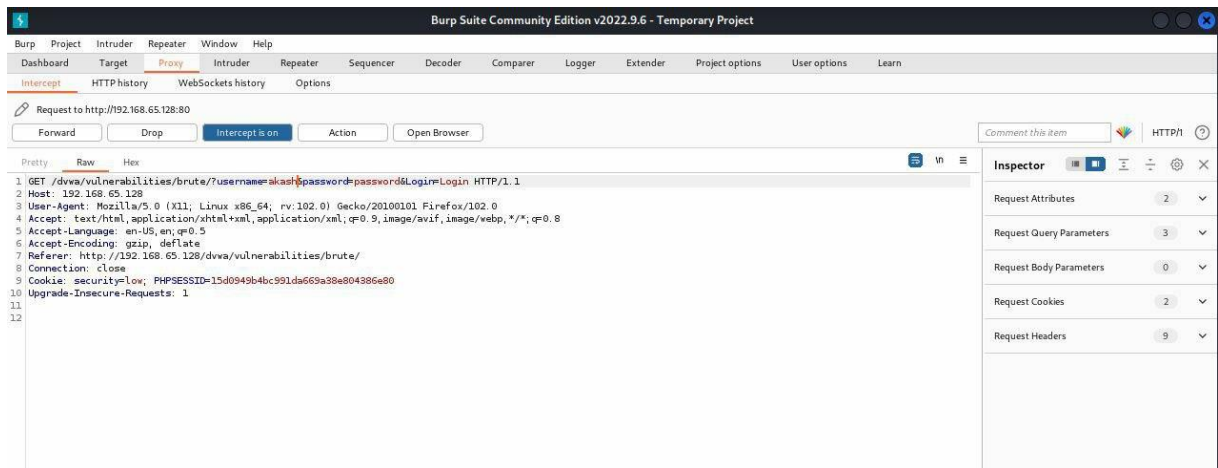 Burp Suite Community Edition v2022.9.6 - Temporary Project
Burp Project Intruder Repeater Window Help
Dashboard Target Proxy Intruder Repeater Sequencer Decoder Comparer Logger Extender Project options User options Learn
Intercept HTTP history WebSockets history Options
Request to http://192.168.65.128:80
Forward Drop Intercept is on Action Open Browser Comment this item HTTP/1 ?
Pretty Raw Hex \n Inspector
1 GET /dvwa/vulnerabilities/brute/?username=akash&password=password&Login=Login HTTP/1.1
2 Host: 192.168.65.128
3 User-Agent: Mozilla/5.0 (X11; Linux x86_64; rv:102.0) Gecko/20100101 Firefox/102.0
4 Accept: text/html,application/xhtml+xml,application/xml;q=0.9,image/avif,image/webp,*/*;q=0.8
5 Accept-Language: en-US,en;q=0.5
6 Accept-Encoding: gzip, deflate
7 Referer: http://192.168.65.128/dvwa/vulnerabilities/brute/
8 Connection: close
9 Cookie: security=low; PHPSESSID=15d0949b4bc991da669a38e804386e80
10 Upgrade-Insecure-Requests: 1
11
12
Request Attributes 2
Request Query Parameters 3
Request Body Parameters 0
Request Cookies 2
Request Headers 9